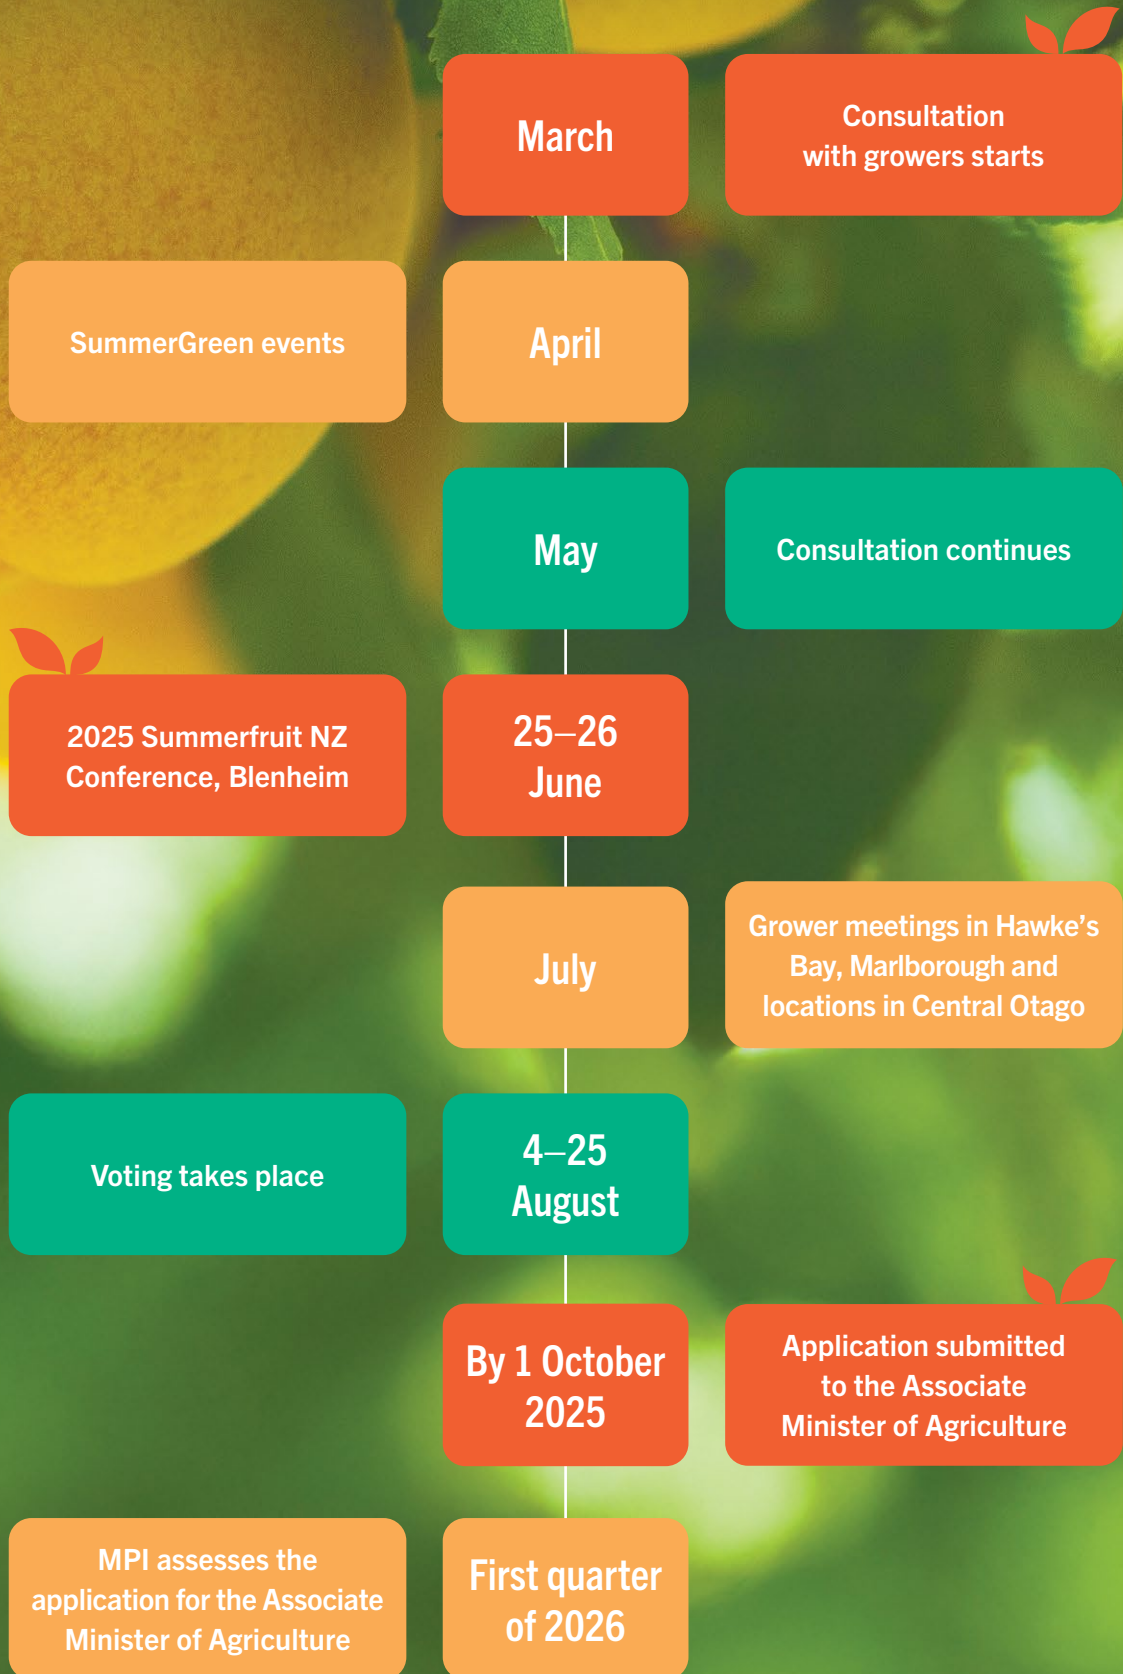 March
Consultation
with growers starts
SummerGreen events
April
May
Consultation continues
2025 Summerfruit NZ
Conference, Blenheim
25–26
June
July
Grower meetings in Hawke’s
Bay, Marlborough and
locations in Central Otago
Voting takes place
4–25
August
By 1 October
2025
Application submitted
to the Associate
Minister of Agriculture
MPI assesses the
application for the Associate
Minister of Agriculture
First quarter
of 2026